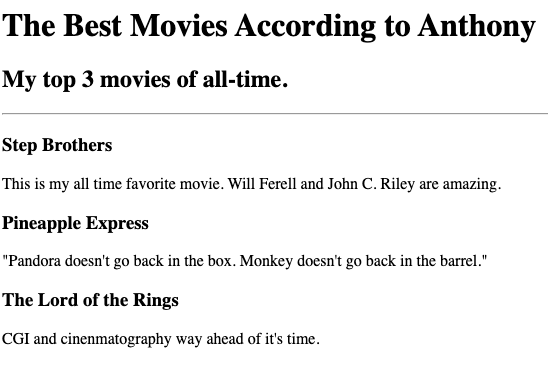 The Best Movies According to Anthony
My top 3 movies of all-time.
Step Brothers
This is my all time favorite movie. Will Ferell and John C. Riley are amazing.
Pineapple Express
"Pandora doesn't go back in the box. Monkey doesn't go back in the barrel."
The Lord of the Rings
CGI and cinenmatography way ahead of it's time.